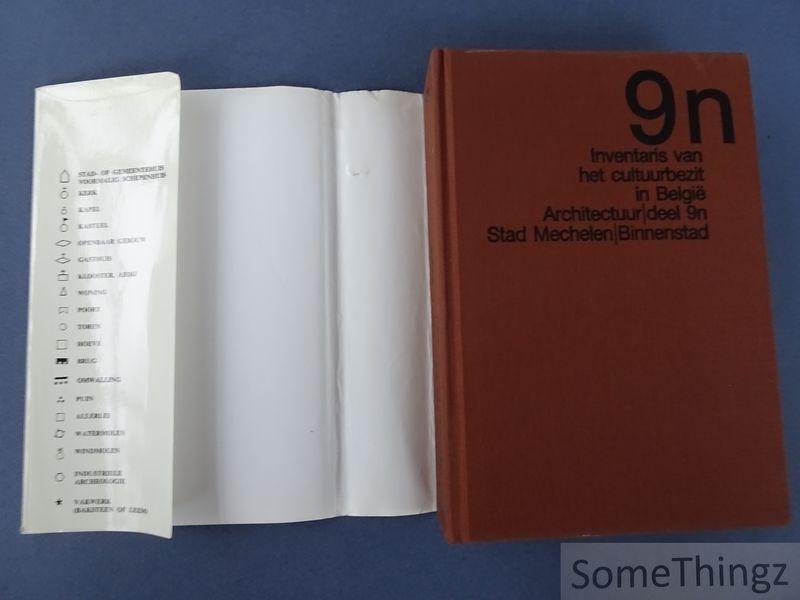 STAD- OF GEMEENTEHUIS
VOORMALIG SCHEPENHUIS
KERK
KAPEL
KASTEEL
OPENBAAR GEBOUW
GASTHUIS
KLOOSTER, ABDIJ
WONING
POORT
TOREN
HOEVE
BRUG
OMWALLING
PUIN
ALLERLEI
WATERMOLEN
WINDMOLEN
INDUSTRIELE
ARCHEOLOGIE
VAKWERK
(BAKSTEEN OF LEEM)
9n
Inventaris van
het cultuurbezit
in België
Architectuur|deel 9n
Stad Mechelen|Binnenstad
SomeThingz